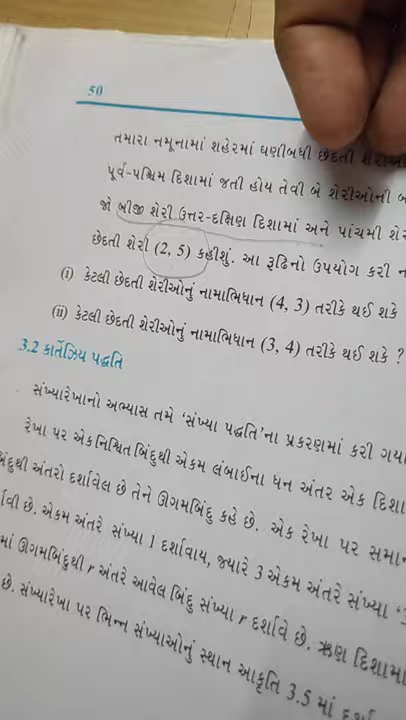 50
તમારા નમૂનામાં શહેરમાં ઘણીબધી છેદતી
પૂર્વ-પશ્ચિમ દિશામાં જતી હોય તેવી બે શેરીઓની
જો બીજી શેરી ઉત્તર-દક્ષિણ દિશામાં અને પાંચમી
છેદતી શેરી (2, 5) કહીશું. આ રૂઢિનો ઉપયોગ કરી
(i) કેટલી છેદતી શેરીઓનું નામાભિધાન (4, 3) તરીકે થઈ શકે
(ii) કેટલી છેદતી શેરીઓનું નામાભિધાન (3, 4) તરીકે થઈ શકે ?
3.2 કાર્તેઝિય પદ્ધતિ
સંખ્યારેખાનો અભ્યાસ તમે ‘સંખ્યા પદ્ધતિ’ના પ્રકરણમાં કરી
રેખા પર એક નિશ્ચિત બિંદુથી એકમ લંબાઈના ધન અંતર એક
અંતરો દર્શાવેલ છે તેને ઊગમબિંદુ કહે છે. એક રેખા પર
છે. એકમ અંતરે સંખ્યા 1 દર્શાવાય, જ્યારે 3 એકમ અંતરે સંખ્યા
ઊગમબિંદુથી r અંતરે આવેલ બિંદુ સંખ્યા r દર્શાવે છે. ઋણ
છે. સંખ્યારેખા પર ભિન્ન સંખ્યાઓનું સ્થાન આકૃતિ 3.5 માં